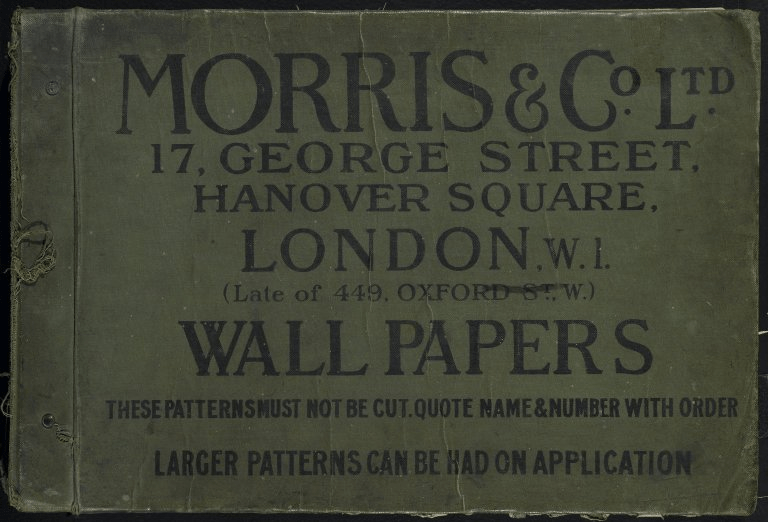 MORRIS & Co. LTD.
17, GEORGE STREET,
HANOVER SQUARE,
LONDON, W.1.
(Late of 449, OXFORD ST., W.)
WALL PAPERS
THESE PATTERNS MUST NOT BE CUT. QUOTE NAME & NUMBER WITH ORDER
LARGER PATTERNS CAN BE HAD ON APPLICATION